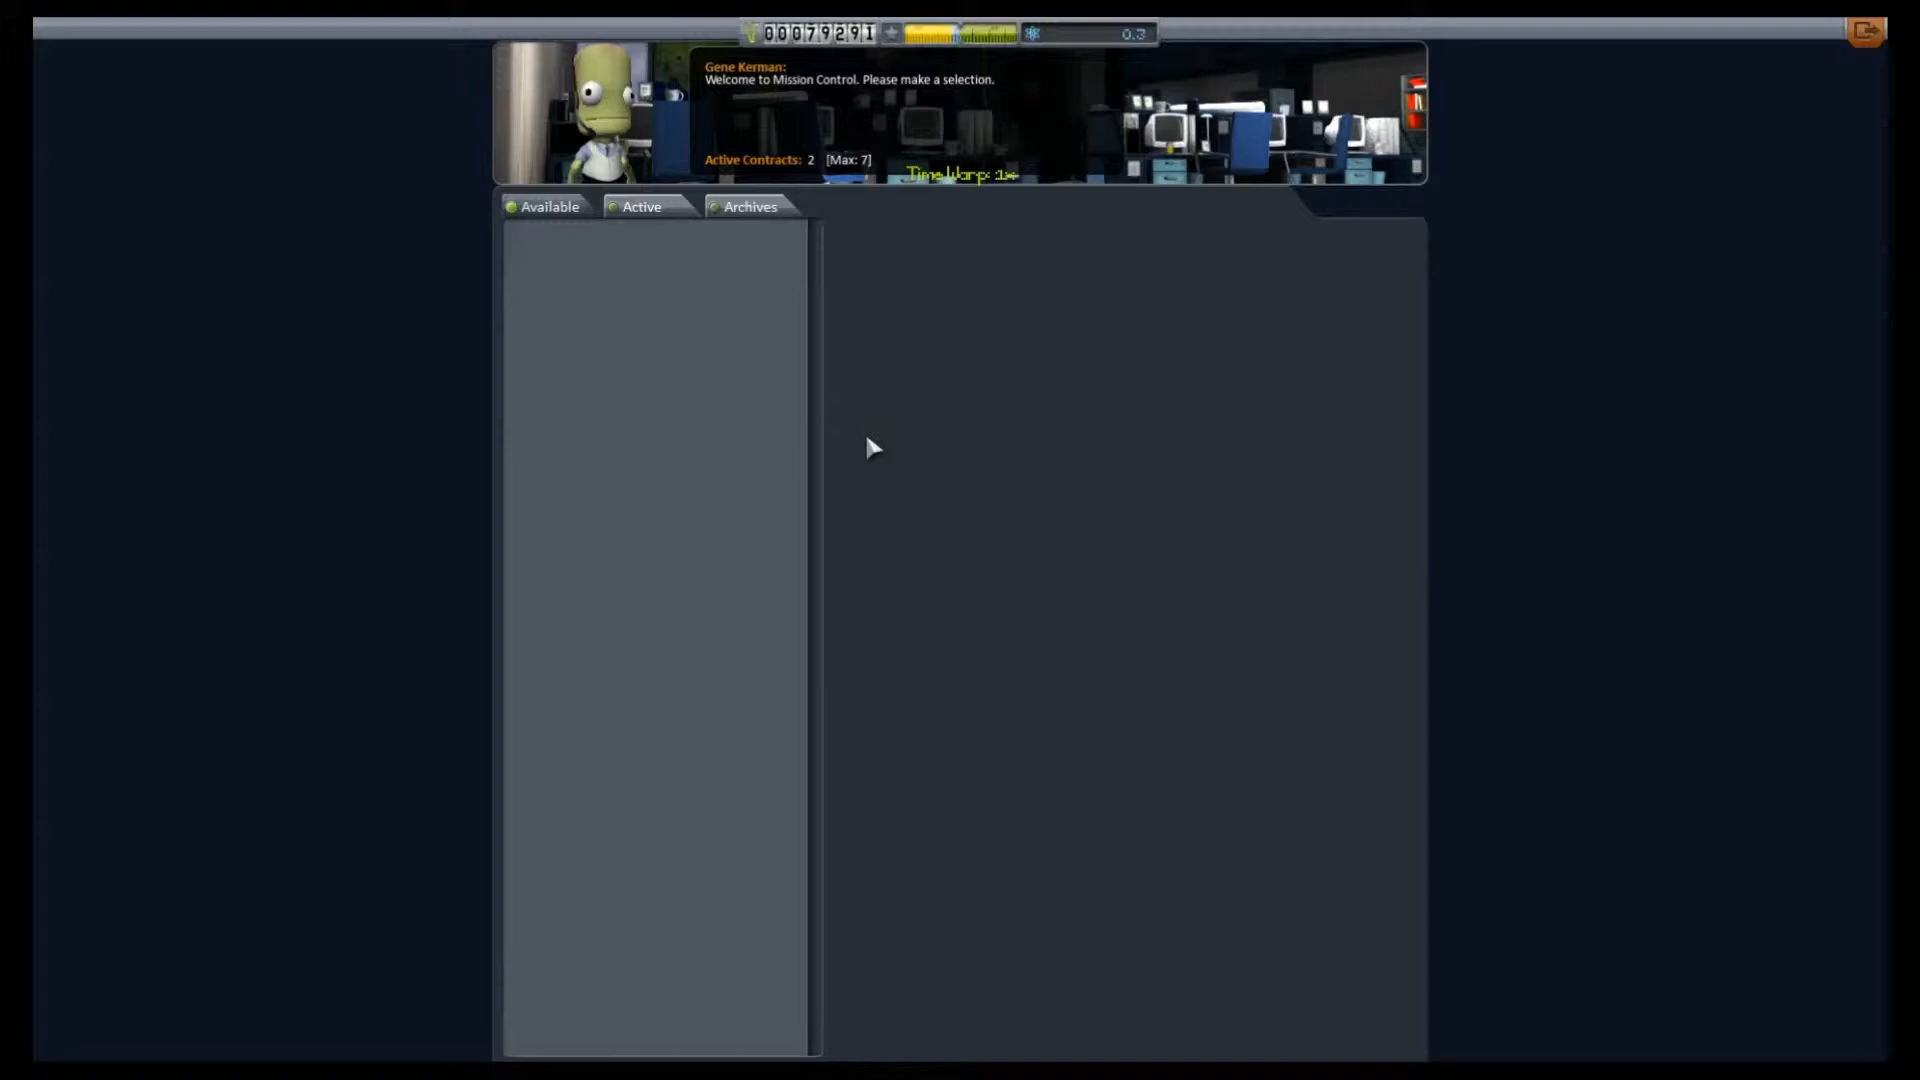 00079291 0.3
Gene Kerman:
Welcome to Mission Control. Please make a selection.
Active Contracts: 2 [Max: 7]
Time Warp: 1x
Available Active Archives